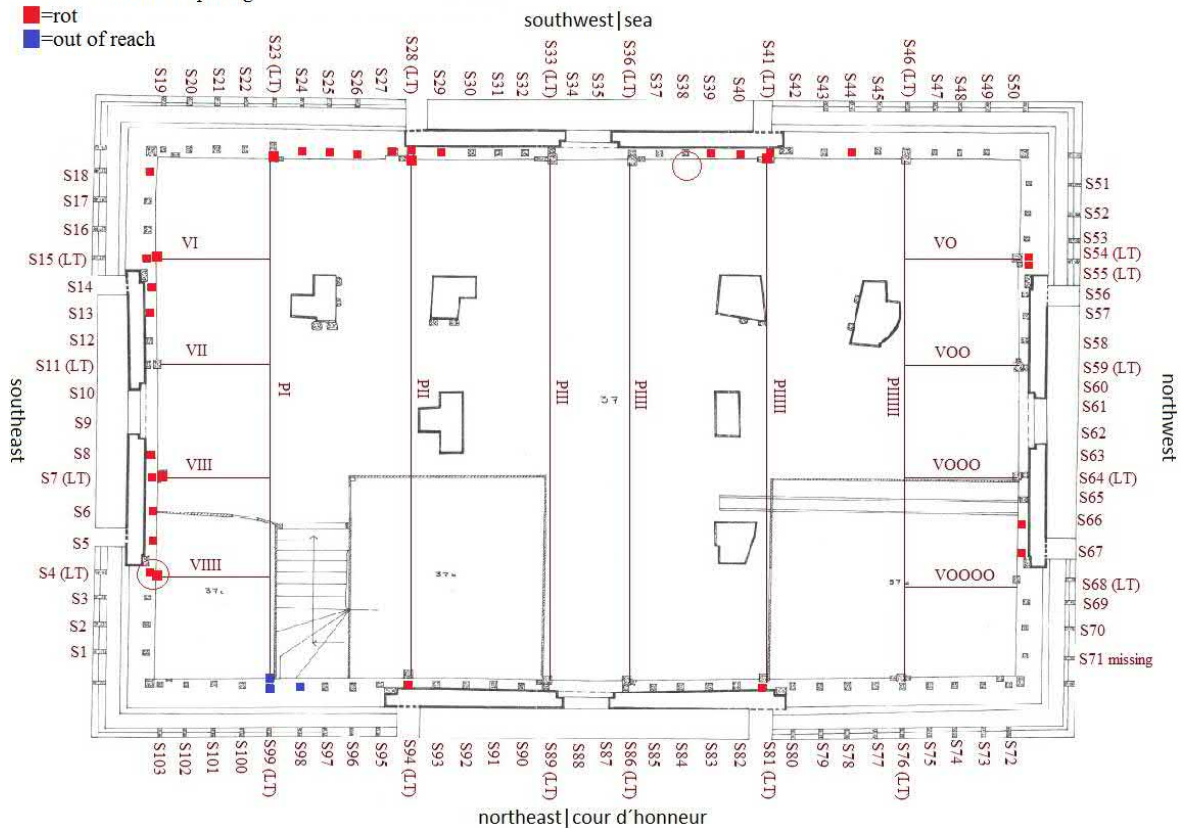 =rot
=out of reach
southwest|sea
S19
S20
S21
S22
S23 (LT)
S24
S25
S26
S27
S28 (LT)
S29
S30
S31
S32
S33 (LT)
S34
S35
S36 (LT)
S37
S38
S39
S40
S41 (LT)
S42
S43
S44
S45
S46 (LT)
S47
S48
S49
S50
S18
S17
S16
S15 (LT)
S14
S13
S12
S11 (LT)
S10
S9
S8
S7 (LT)
S6
S5
S4 (LT)
S3
S2
S1
southeast
VI
VII
VIII
VIIII
PI
PII
PIII
PIIII
PIIIII
PIIIIII
VO
VOO
VOOO
VOOOO
37
S51
S52
S53
S54 (LT)
S55 (LT)
S56
S57
S58
S59 (LT)
S60
S61
S62
S63
S64 (LT)
S65
S66
S67
S68 (LT)
S69
S70
S71 missing
northwest
S103
S102
S101
S100
S99 (LT)
S98
S97
S96
S95
S94 (LT)
S93
S92
S91
S90
S89 (LT)
S88
S87
S86 (LT)
S85
S84
S83
S82
S81 (LT)
S80
S79
S78
S77
S76 (LT)
S75
S74
S73
S72
northeast|cour d´honneur